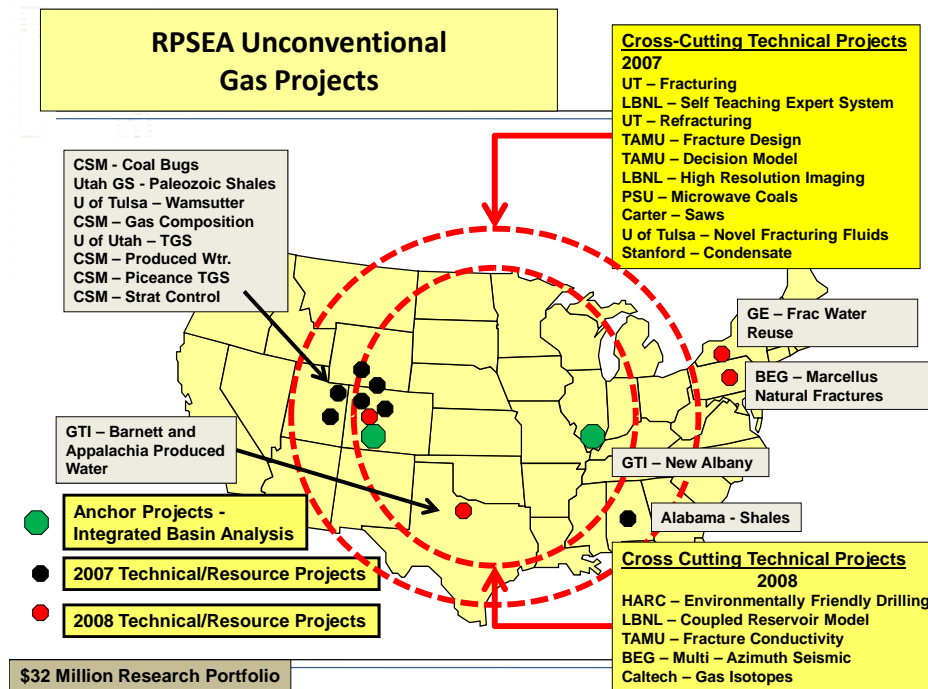 RPSEA Unconventional
Gas Projects
Cross-Cutting Technical Projects
2007
UT – Fracturing
LBNL – Self Teaching Expert System
UT – Refracturing
TAMU – Fracture Design
TAMU – Decision Model
LBNL – High Resolution Imaging
PSU – Microwave Coals
Carter – Saws
U of Tulsa – Novel Fracturing Fluids
Stanford – Condensate
CSM - Coal Bugs
Utah GS - Paleozoic Shales
U of Tulsa – Wamsutter
CSM – Gas Composition
U of Utah – TGS
CSM – Produced Wtr.
CSM – Piceance TGS
CSM – Strat Control
GE – Frac Water
Reuse
BEG – Marcellus
Natural Fractures
GTI – Barnett and
Appalachia Produced
Water
GTI – New Albany
Alabama - Shales
Anchor Projects -
Integrated Basin Analysis
2007 Technical/Resource Projects
2008 Technical/Resource Projects
Cross Cutting Technical Projects
2008
HARC – Environmentally Friendly Drilling
LBNL – Coupled Reservoir Model
TAMU – Fracture Conductivity
BEG – Multi – Azimuth Seismic
Caltech – Gas Isotopes
$32 Million Research Portfolio